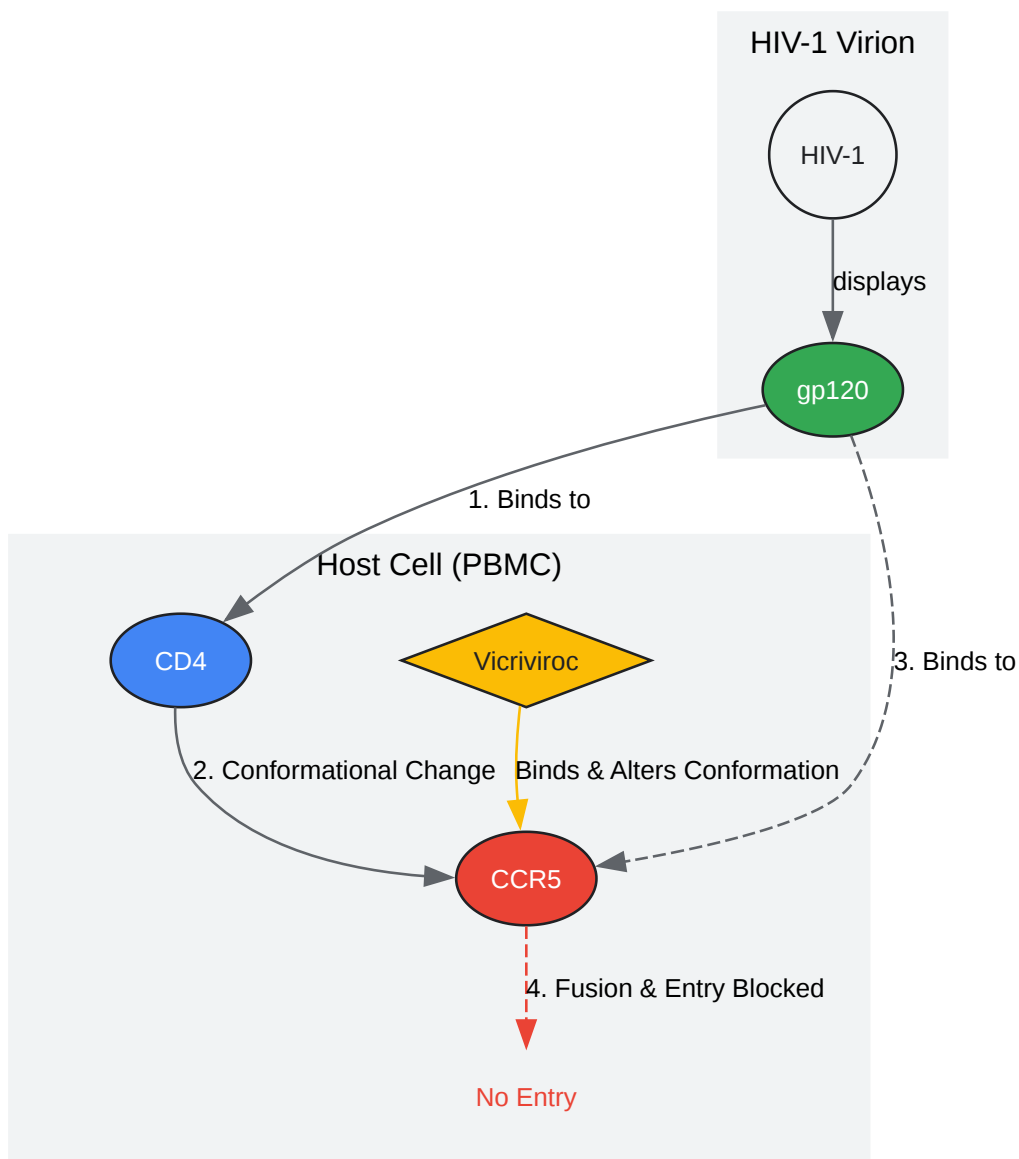 HIV-1 Virion
HIV-1
displays
gp120
1. Binds to
Host Cell (PBMC)
CD4
Vicriviroc
3. Binds to
2. Conformational Change
Binds & Alters Conformation
CCR5
4. Fusion & Entry Blocked
No Entry